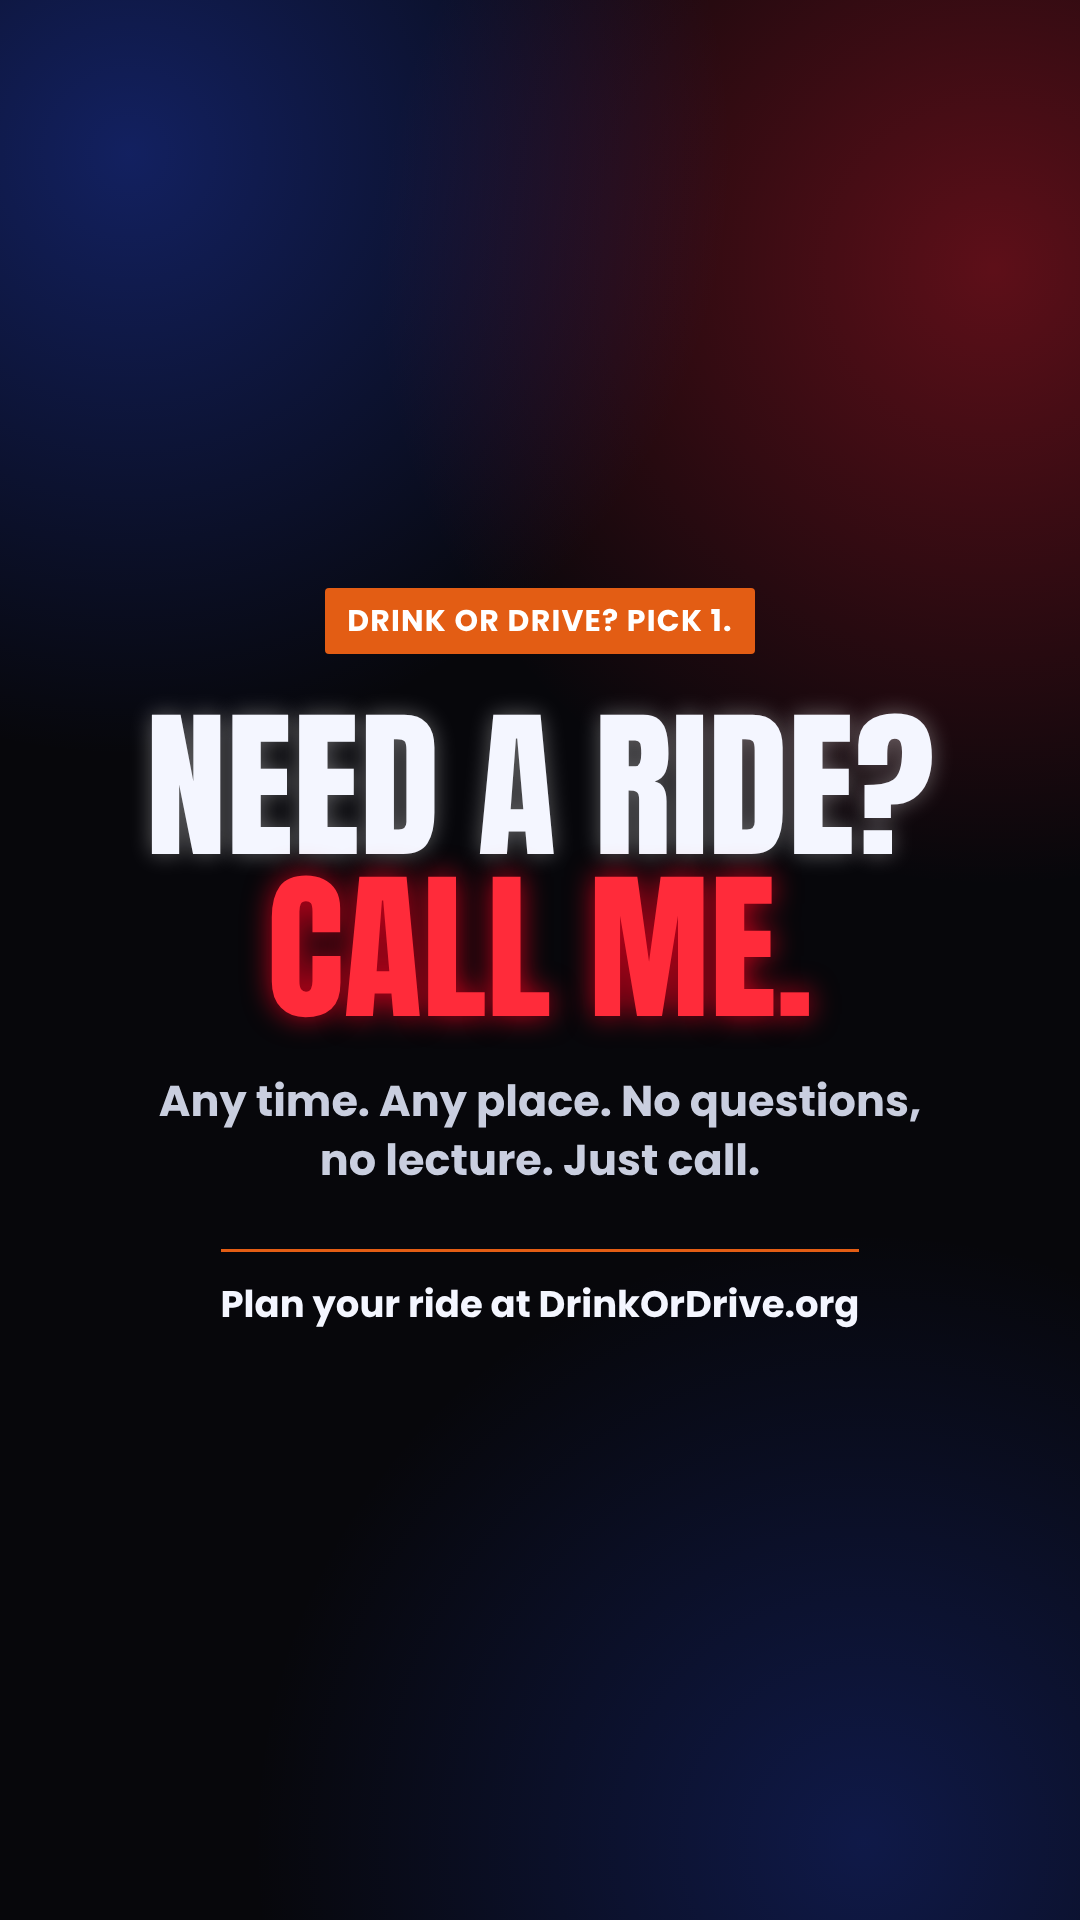 DRINK OR DRIVE? PICK 1.
NEED A RIDE?
CALL ME.
Any time. Any place. No questions,
no lecture. Just call.
Plan your ride at DrinkOrDrive.org